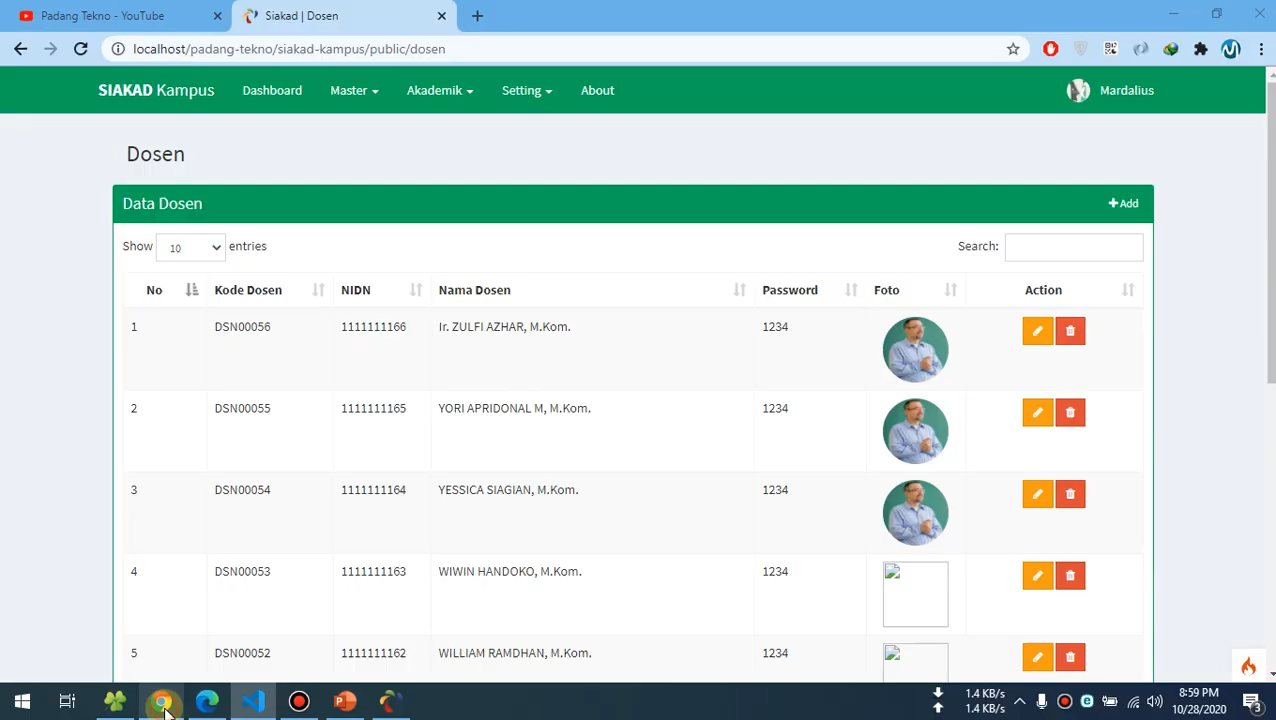 Padang Tekno - YouTube
Siakad | Dosen
localhost/padang-tekno/siakad-kampus/public/dosen
SIAKAD Kampus Dashboard Master Akademik Setting About Mardalius
Dosen
Data Dosen Add
Show 10 entries Search:
No Kode Dosen NIDN Nama Dosen Password Foto Action
1 DSN00056 1111111166 Ir. ZULFI AZHAR, M.Kom. 1234
2 DSN00055 1111111165 YORI APRIDONAL M, M.Kom. 1234
3 DSN00054 1111111164 YESSICA SIAGIAN, M.Kom. 1234
4 DSN00053 1111111163 WIWIN HANDOKO, M.Kom. 1234
5 DSN00052 1111111162 WILLIAM RAMDHAN, M.Kom. 1234
1.4 KB/s
1.4 KB/s
8:59 PM
10/28/2020
3